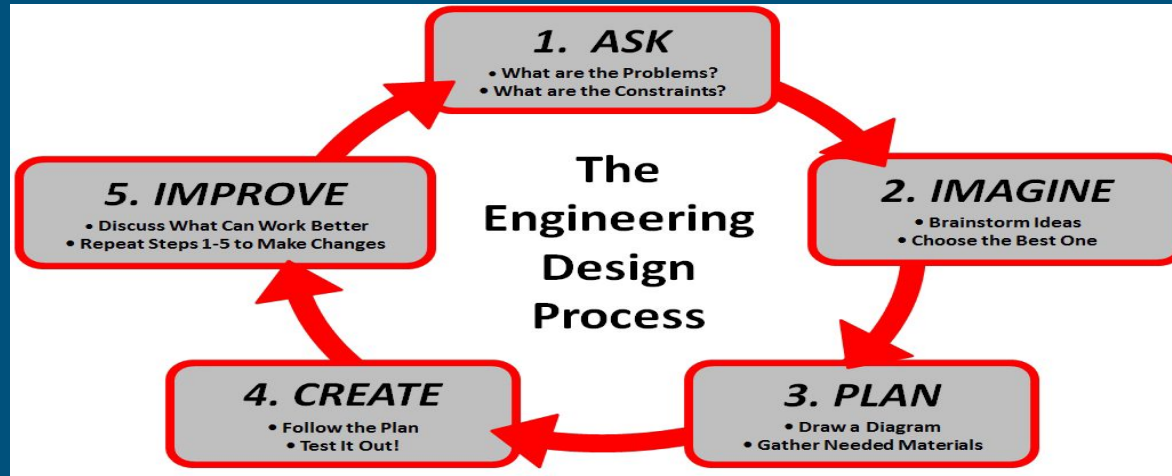 1. ASK
• What are the Problems?
• What are the Constraints?
The
Engineering
Design
Process
2. IMAGINE
• Brainstorm Ideas
• Choose the Best One
3. PLAN
• Draw a Diagram
• Gather Needed Materials
4. CREATE
• Follow the Plan
• Test It Out!
5. IMPROVE
• Discuss What Can Work Better
• Repeat Steps 1-5 to Make Changes